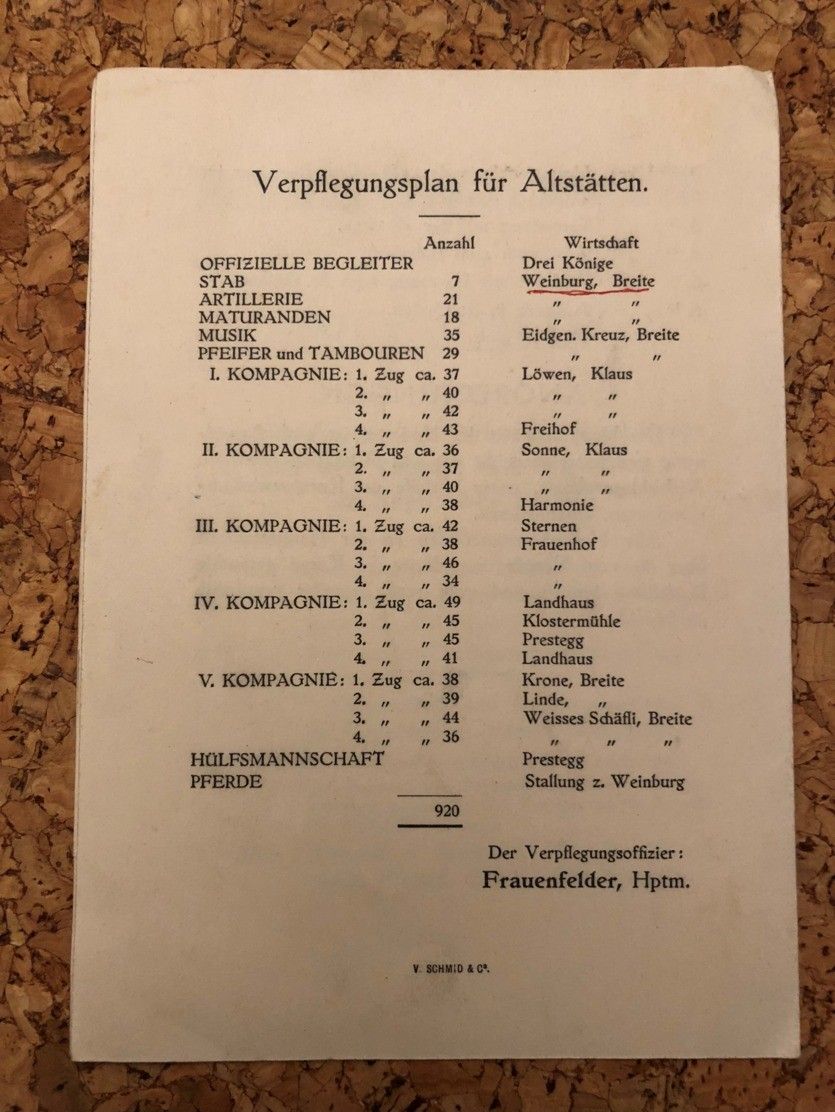 Verpflegungsplan für Altstätten.
Anzahl Wirtschaft
OFFIZIELLE BEGLEITER Drei Könige
STAB 7 Weinburg, Breite
ARTILLERIE 21 " "
MATURANDEN 18 " "
MUSIK 35 Eidgen. Kreuz, Breite
PFEIFER und TAMBOUREN 29 " "
I. KOMPAGNIE: 1. Zug ca. 37 Löwen, Klaus
2. " " 40 " "
3. " " 42 " "
4. " " 43 Freihof
II. KOMPAGNIE: 1. Zug ca. 36 Sonne, Klaus
2. " " 37 " "
3. " " 40 " "
4. " " 38 Harmonie
III. KOMPAGNIE: 1. Zug ca. 42 Sternen
2. " " 38 Frauenhof
3. " " 46 "
4. " " 34 "
IV. KOMPAGNIE: 1. Zug ca. 49 Landhaus
2. " " 45 Klostermühle
3. " " 45 Prestegg
4. " " 41 Landhaus
V. KOMPAGNIE: 1. Zug ca. 38 Krone, Breite
2. " " 39 Linde, "
3. " " 44 Weisses Schäfli, Breite
4. " " 36 " " "
HÜLFSMANNSCHAFT Prestegg
PFERDE Stallung z. Weinburg
920
Der Verpflegungsoffizier:
Frauenfelder, Hptm.
V. SCHMID & Cº.